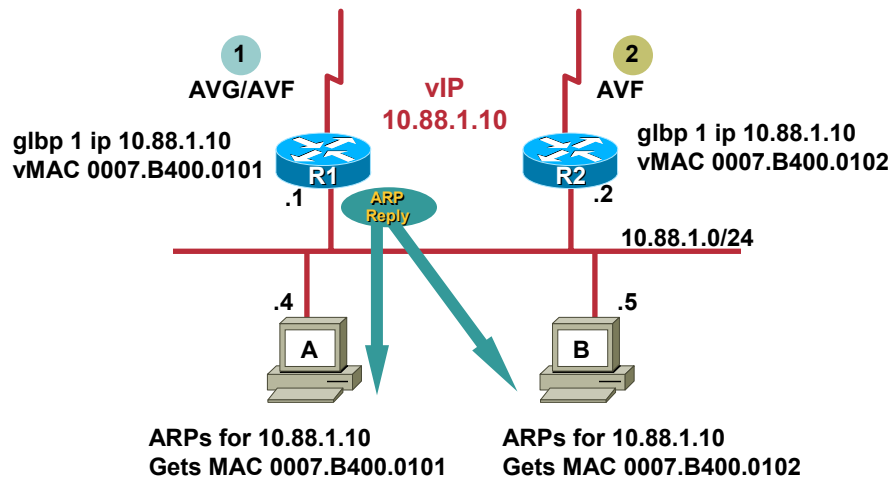 1
AVG/AVF
vIP
10.88.1.10
2
AVF
glbp 1 ip 10.88.1.10
vMAC 0007.B400.0101
glbp 1 ip 10.88.1.10
vMAC 0007.B400.0102
R1
R2
.1
ARP
Reply
.2
10.88.1.0/24
.4
.5
A
B
ARPs for 10.88.1.10
Gets MAC 0007.B400.0101
ARPs for 10.88.1.10
Gets MAC 0007.B400.0102